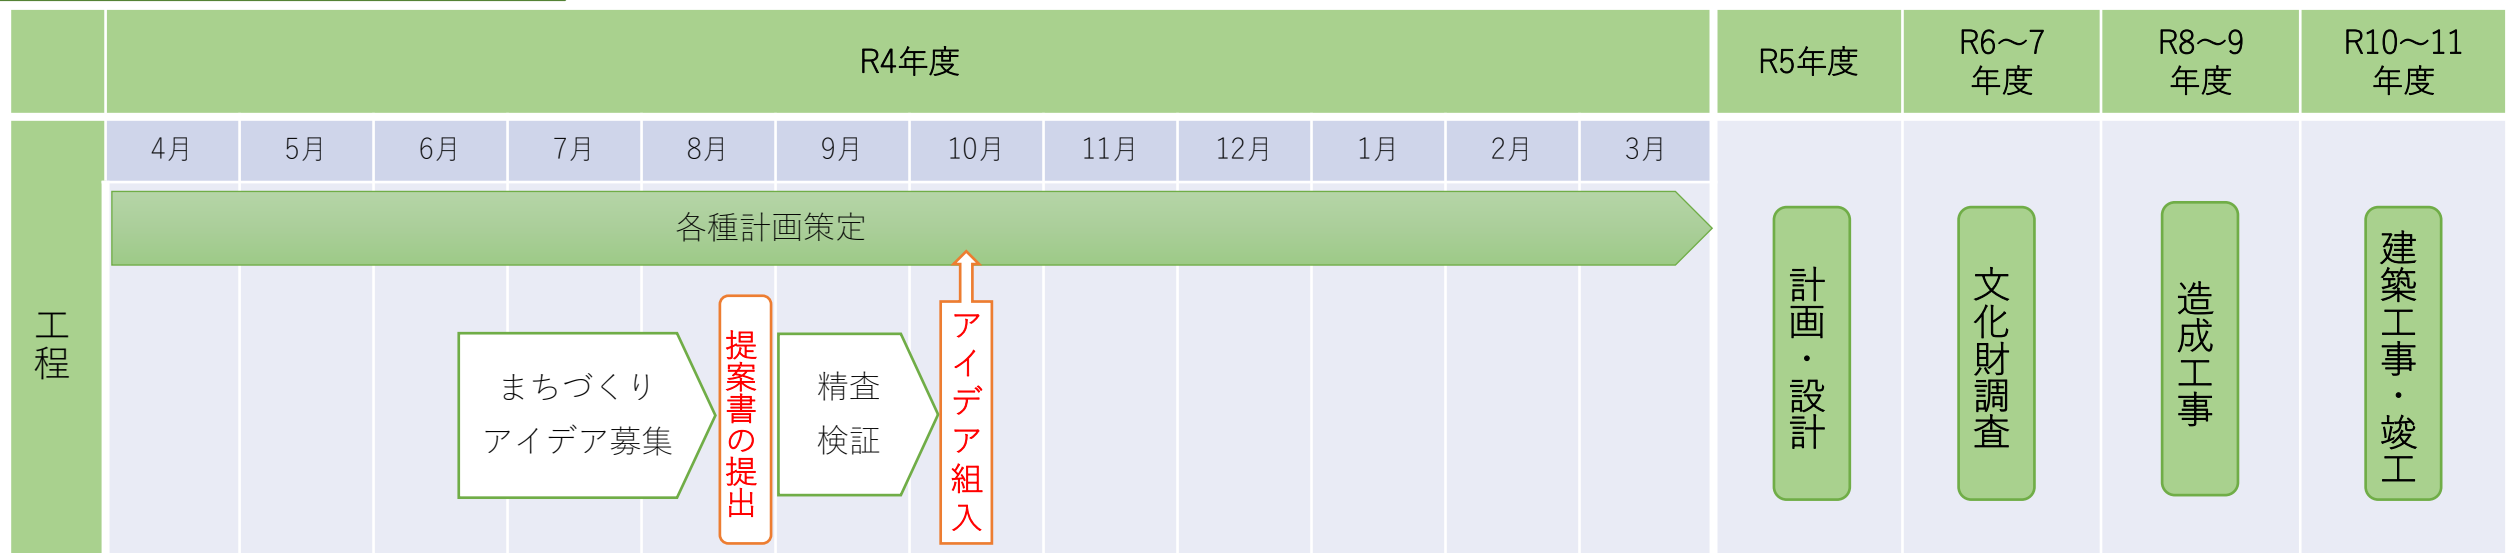 R4年度
R5年度
R6～7
年度
R8～9
年度
R10～11
年度
工程
4月
5月
6月
7月
8月
9月
10月
11月
12月
1月
2月
3月
各種計画策定
まちづくり
アイデア募集
提案書の提出
精査
検証
アイデア組入
計画・設計
文化財調査
造成工事
建築工事・竣工